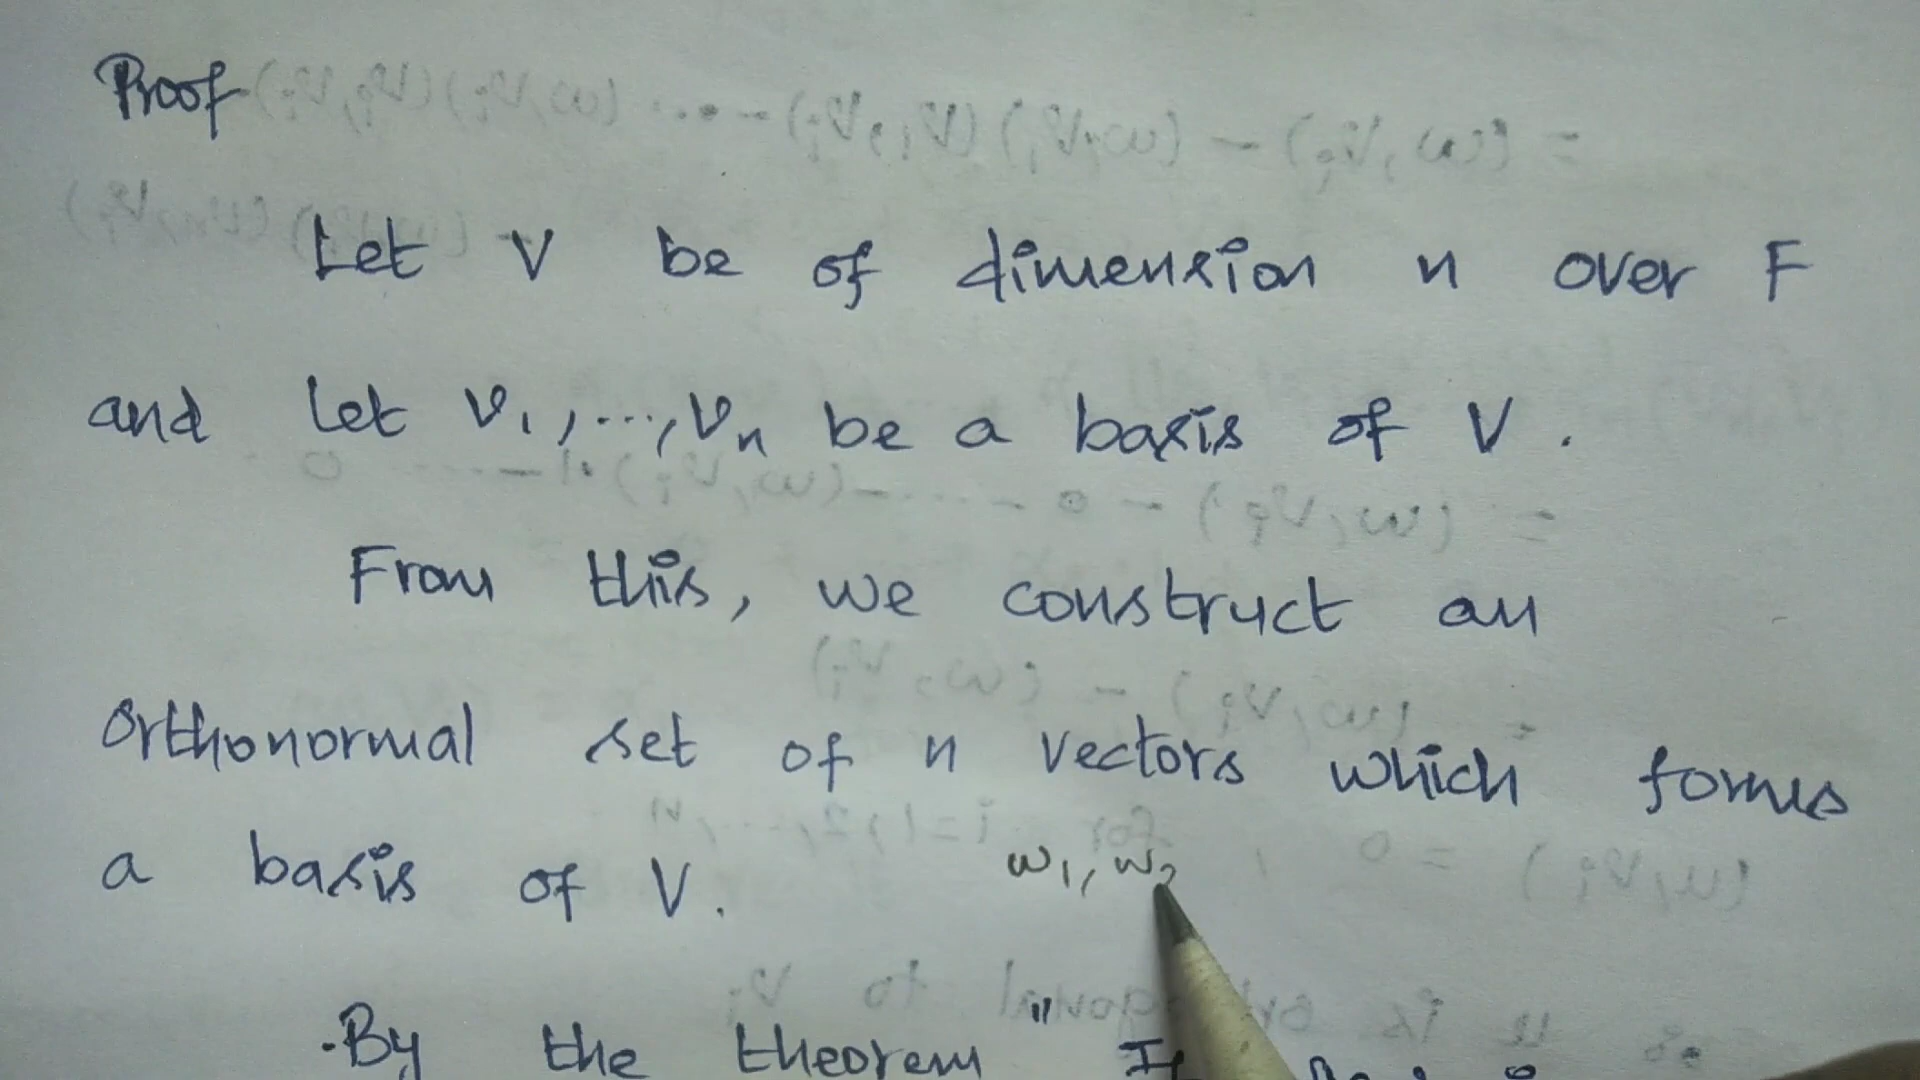 Proof
Let V be of dimension n over F
and let v₁,...,vₙ be a basis of V.
From this, we construct an
orthonormal set of n vectors which forms
a basis of V. w₁, w₂
By the theorem "If